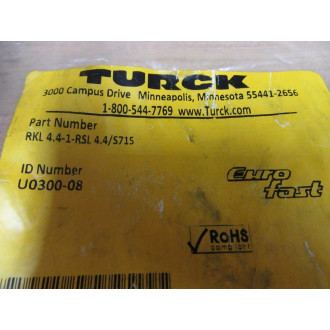 TURCK
3000 Campus Drive Minneapolis, Minnesota 55441-2656
1-800-544-7769 www.Turck.com
Part Number
RKL 4.4-1-RSL 4.4/S715
ID Number
U0300-08
Euro
fast
RoHS
compliant